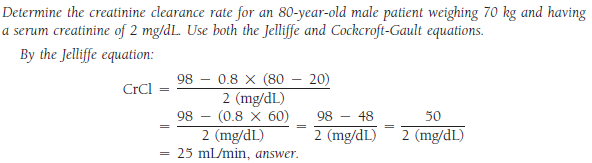 Determine the creatinine clearance rate for an 80-year-old male patient weighing 70 kg and having
a serum creatinine of 2 mg/dL. Use both the Jelliffe and Cockcroft-Gault equations.
By the Jelliffe equation:
CrCl = 98 − 0.8 × (80 − 20) / 2 (mg/dL)
= 98 − (0.8 × 60) / 2 (mg/dL) = 98 − 48 / 2 (mg/dL) = 50 / 2 (mg/dL)
= 25 mL/min, answer.